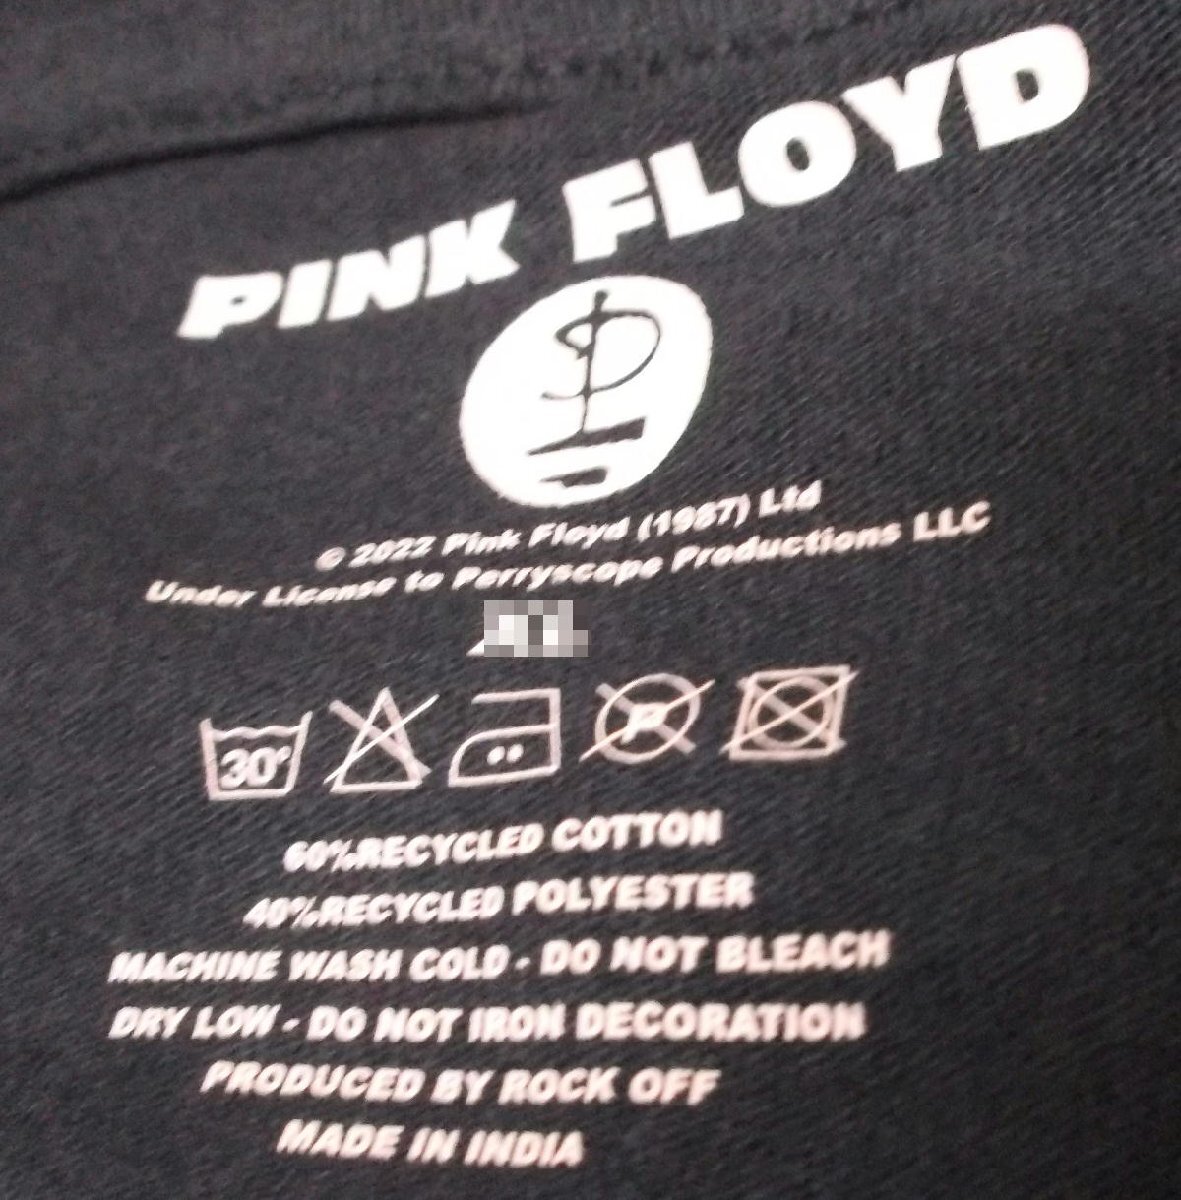 PINK FLOYD
© 2022 Pink Floyd (1987) Ltd
Under License to Perryscope Productions LLC
30°
P
60%RECYCLED COTTON
40%RECYCLED POLYESTER
MACHINE WASH COLD - DO NOT BLEACH
DRY LOW - DO NOT IRON DECORATION
PRODUCED BY ROCK OFF
MADE IN INDIA